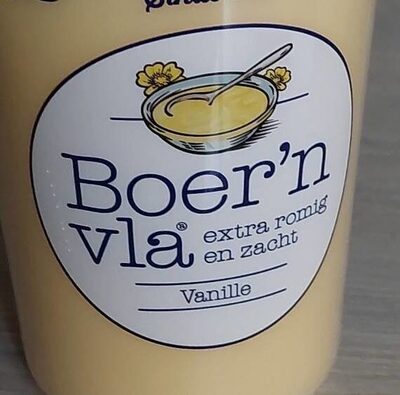 Boer'n
vla®
extra romig
en zacht
Vanille